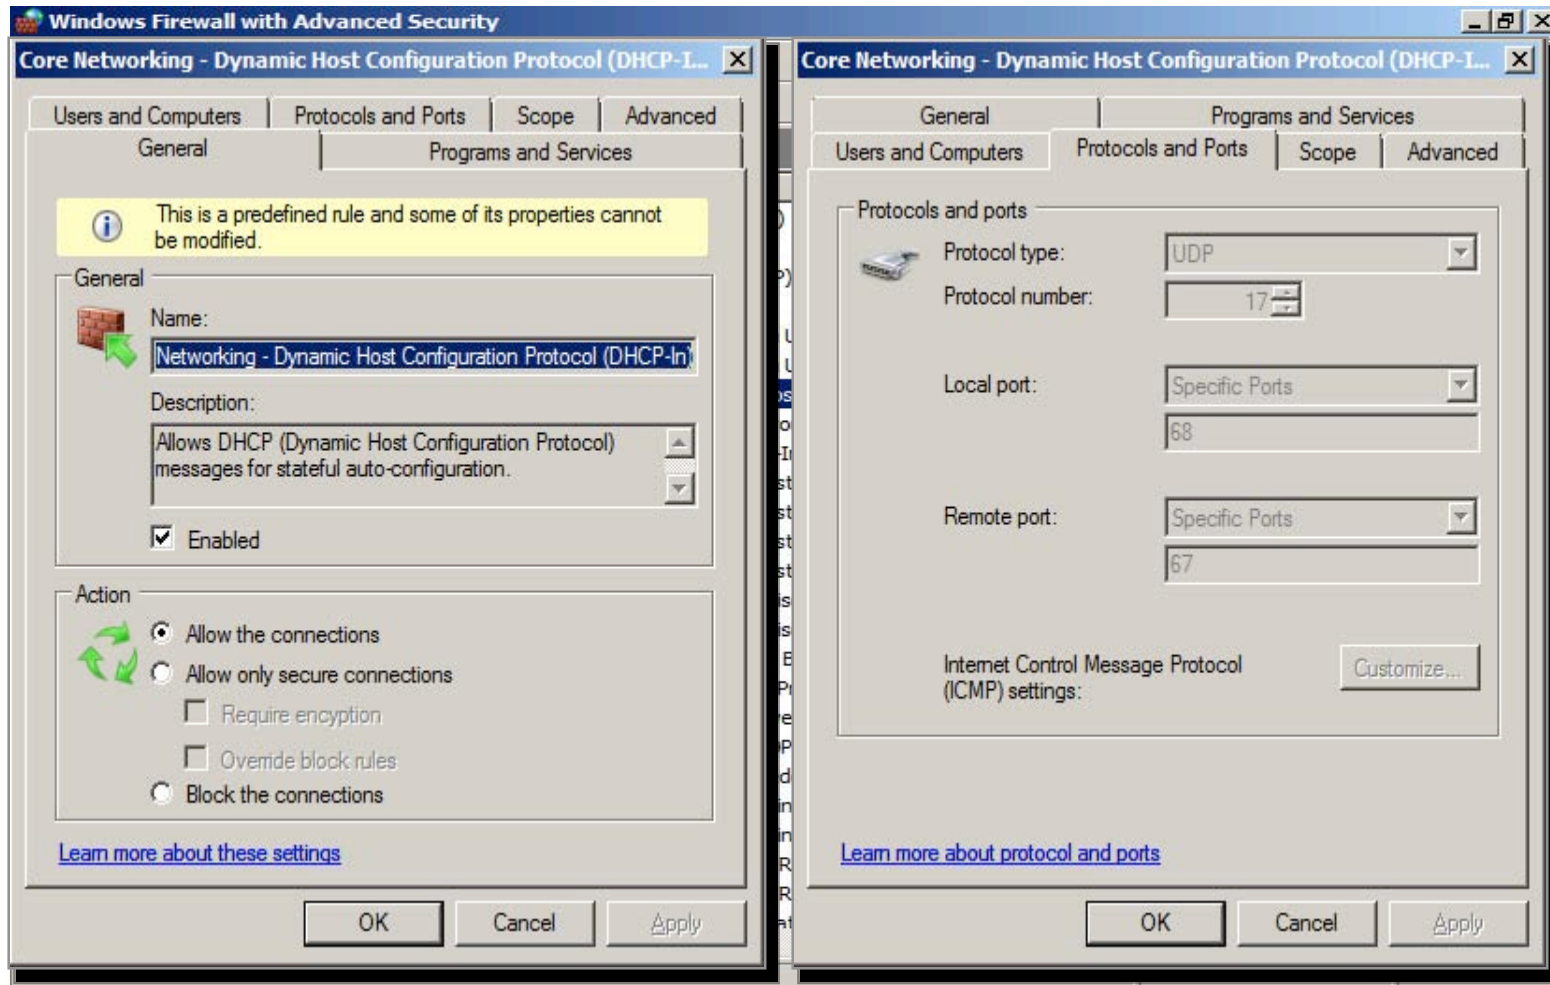 Windows Firewall with Advanced Security
Core Networking - Dynamic Host Configuration Protocol (DHCP-I...
Users and Computers
Protocols and Ports
Scope
Advanced
General
Programs and Services
This is a predefined rule and some of its properties cannot
be modified.
General
Name:
Networking - Dynamic Host Configuration Protocol (DHCP-In)
Description:
Allows DHCP (Dynamic Host Configuration Protocol)
messages for stateful auto-configuration.
Enabled
Action
Allow the connections
Allow only secure connections
Require encyption
Override block rules
Block the connections
Learn more about these settings
OK
Cancel
Apply
Core Networking - Dynamic Host Configuration Protocol (DHCP-I...
General
Programs and Services
Users and Computers
Protocols and Ports
Scope
Advanced
Protocols and ports
Protocol type:
UDP
Protocol number:
17
Local port:
Specific Ports
68
Remote port:
Specific Ports
67
Internet Control Message Protocol
(ICMP) settings:
Customize...
Learn more about protocol and ports
OK
Cancel
Apply